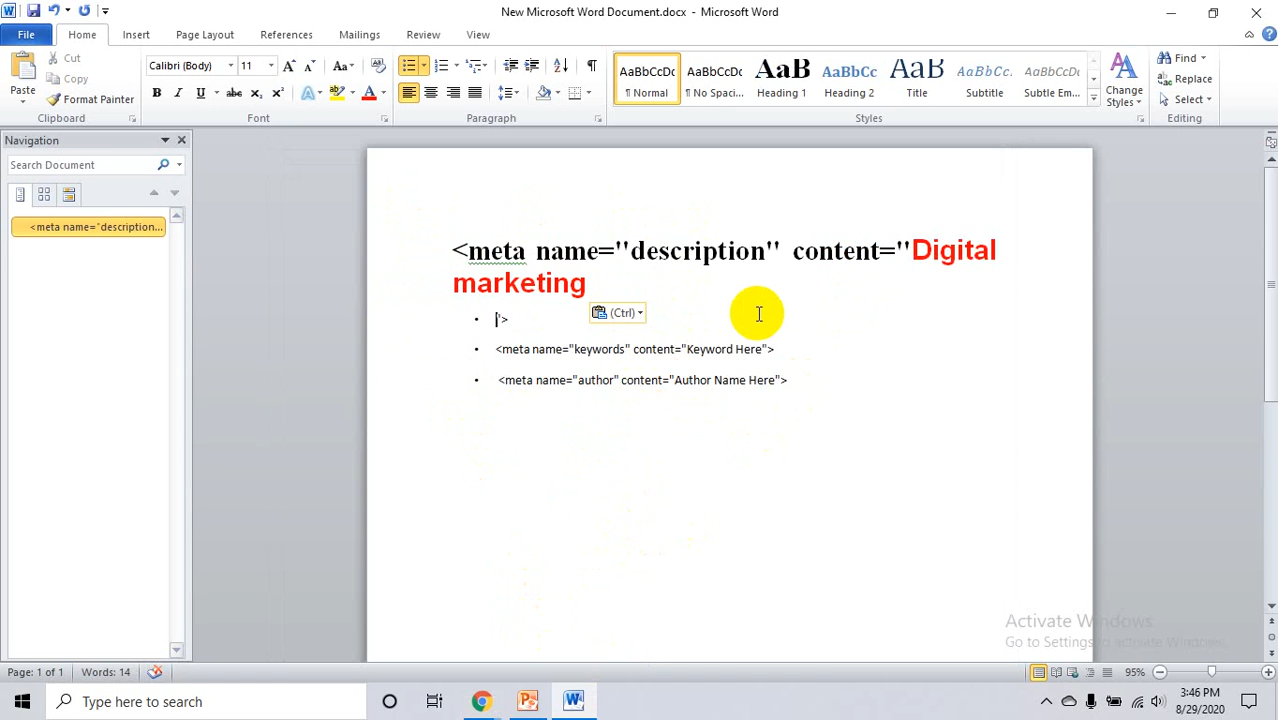 New Microsoft Word Document.docx - Microsoft Word
File Home Insert Page Layout References Mailings Review View
Paste
Cut
Copy
Format Painter
Clipboard
Calibri (Body) 11
Font
Paragraph
AaBbCcDc
¶ Normal
AaBbCcDc
¶ No Spaci...
AaB
Heading 1
AaBbCc
Heading 2
AaB
Title
AaBbCcL
Subtitle
AaBbCcDc
Subtle Em...
Change
Styles
Styles
Find
Replace
Select
Editing
Navigation
Search Document
<meta name="description...
<meta name="description" content="Digital
marketing
• "> (Ctrl)
• <meta name="keywords" content="Keyword Here">
• <meta name="author" content="Author Name Here">
Activate Windows
Go to Settings to activate Windows.
Page: 1 of 1 Words: 14 95%
Type here to search
3:46 PM
8/29/2020